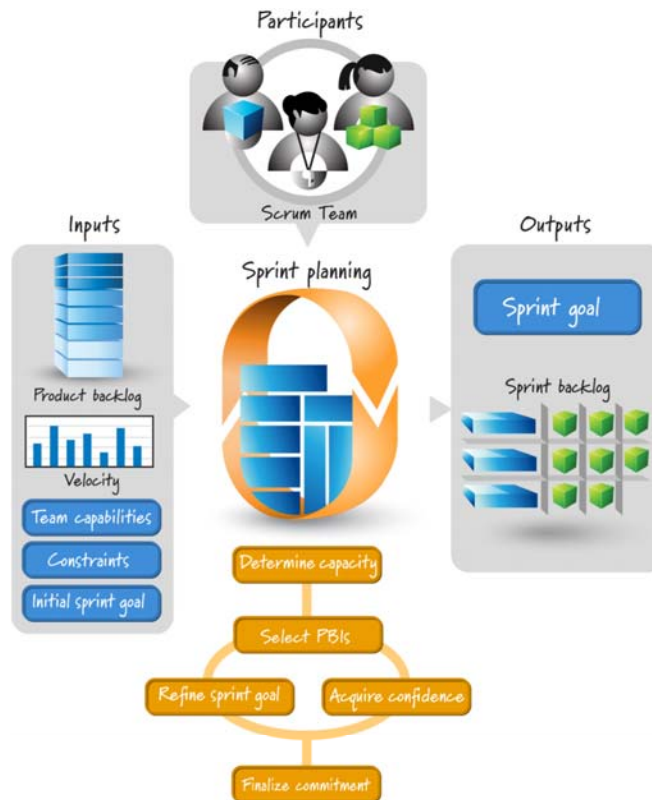 Participants
Scrum Team
Inputs
Product backlog
Velocity
Team capabilities
Constraints
Initial sprint goal
Sprint planning
Outputs
Sprint goal
Sprint backlog
Determine capacity
Select PBIs
Refine sprint goal
Acquire confidence
Finalize commitment